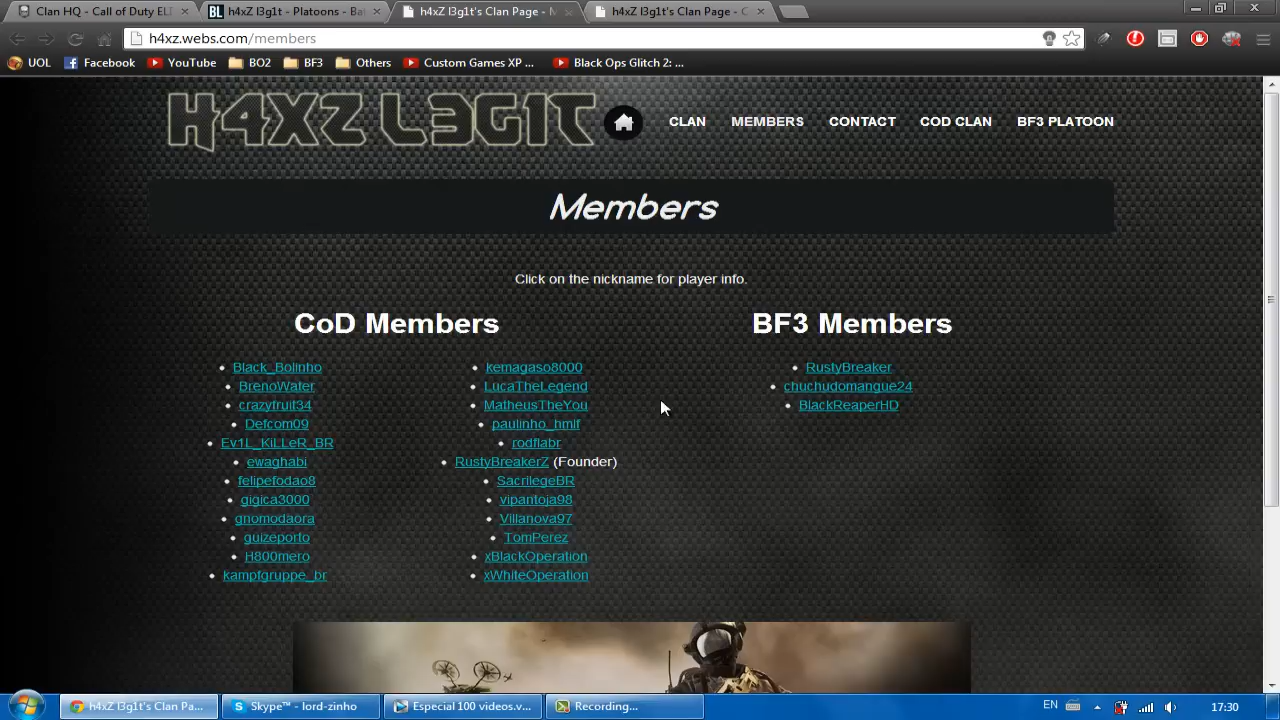 Clan HQ - Call of Duty ELI
h4xZ l3g1t - Platoons - Bat
h4xZ l3g1t's Clan Page - M
h4xZ l3g1t's Clan Page - C
h4xz.webs.com/members
UOL
Facebook
YouTube
BO2
BF3
Others
Custom Games XP ...
Black Ops Glitch 2: ...
H4XZ L3G1T
CLAN
MEMBERS
CONTACT
COD CLAN
BF3 PLATOON
Members
Click on the nickname for player info.
CoD Members
Black_Bolinho
BrenoWater
crazyfruif34
Defcom09
Ev1L_KiLLeR_BR
ewaghabi
felipefodao8
gigica3000
gnomodaora
guizeporto
H800mero
kampfgruppe_br
kemagaso8000
LucaTheLegend
MatheusTheYou
paulinho_hmlf
rodflabr
RustyBreakerZ (Founder)
SacrilegeBR
vipantoja98
Villanova97
TomPerez
xBlackOperation
xWhiteOperation
BF3 Members
RustyBreaker
chuchudomangue24
BlackReaperHD
h4xZ l3g1t's Clan Pa...
Skype™ - lord-zinho
Especial 100 videos.v...
Recording...
EN
17:30